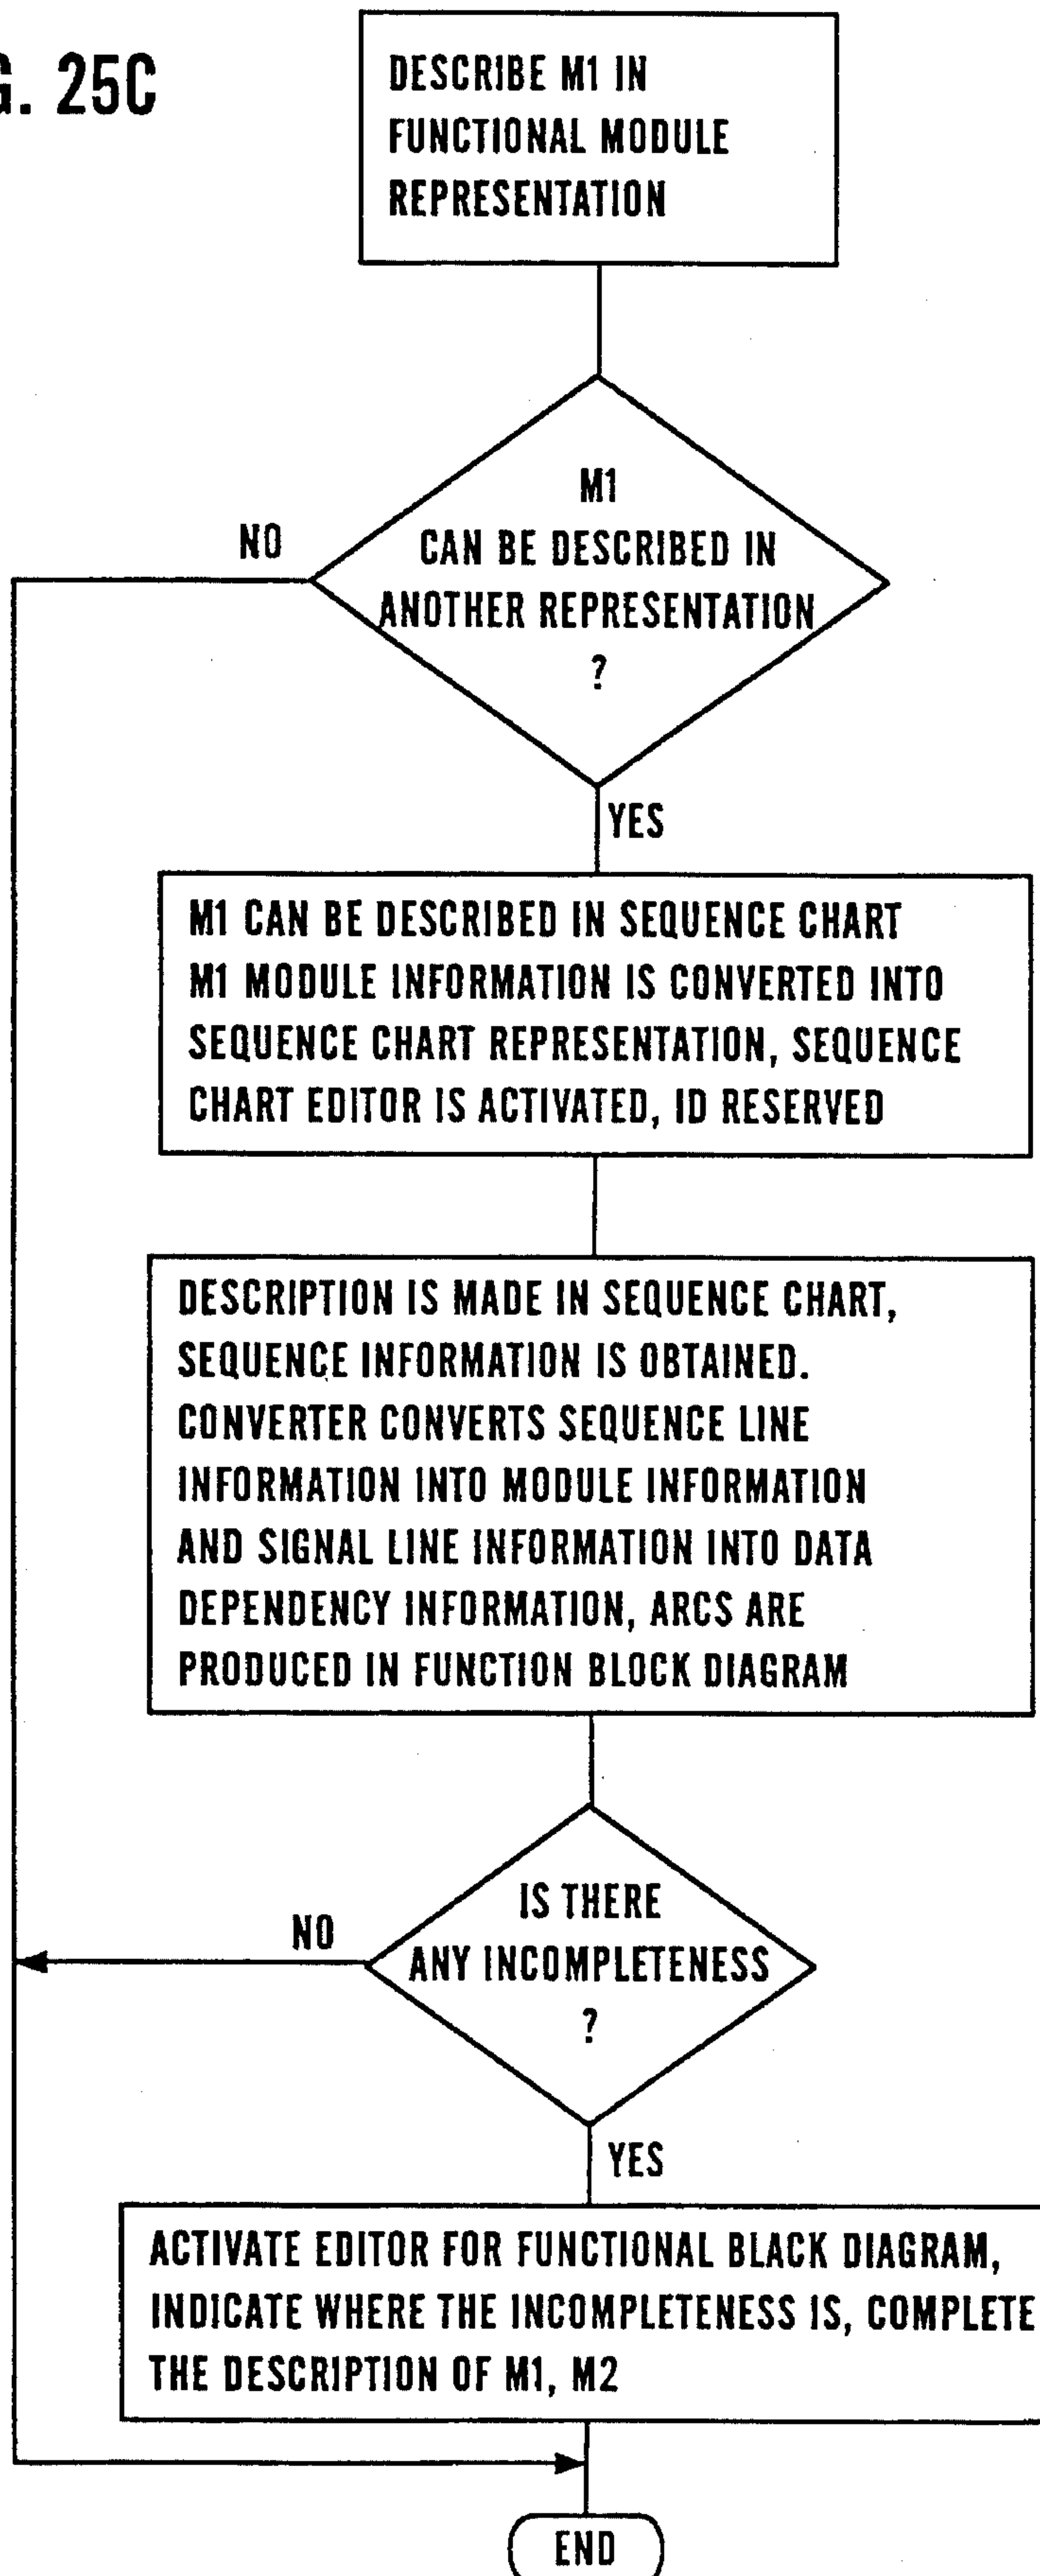 G. 25C
DESCRIBE M1 IN
FUNCTIONAL MODULE
REPRESENTATION
M1
CAN BE DESCRIBED IN
ANOTHER REPRESENTATION
?
NO
YES
M1 CAN BE DESCRIBED IN SEQUENCE CHART
M1 MODULE INFORMATION IS CONVERTED INTO
SEQUENCE CHART REPRESENTATION, SEQUENCE
CHART EDITOR IS ACTIVATED, ID RESERVED
DESCRIPTION IS MADE IN SEQUENCE CHART,
SEQUENCE INFORMATION IS OBTAINED.
CONVERTER CONVERTS SEQUENCE LINE
INFORMATION INTO MODULE INFORMATION
AND SIGNAL LINE INFORMATION INTO DATA
DEPENDENCY INFORMATION, ARCS ARE
PRODUCED IN FUNCTION BLOCK DIAGRAM
IS THERE
ANY INCOMPLETENESS
?
NO
YES
ACTIVATE EDITOR FOR FUNCTIONAL BLACK DIAGRAM,
INDICATE WHERE THE INCOMPLETENESS IS, COMPLETE
THE DESCRIPTION OF M1, M2
END